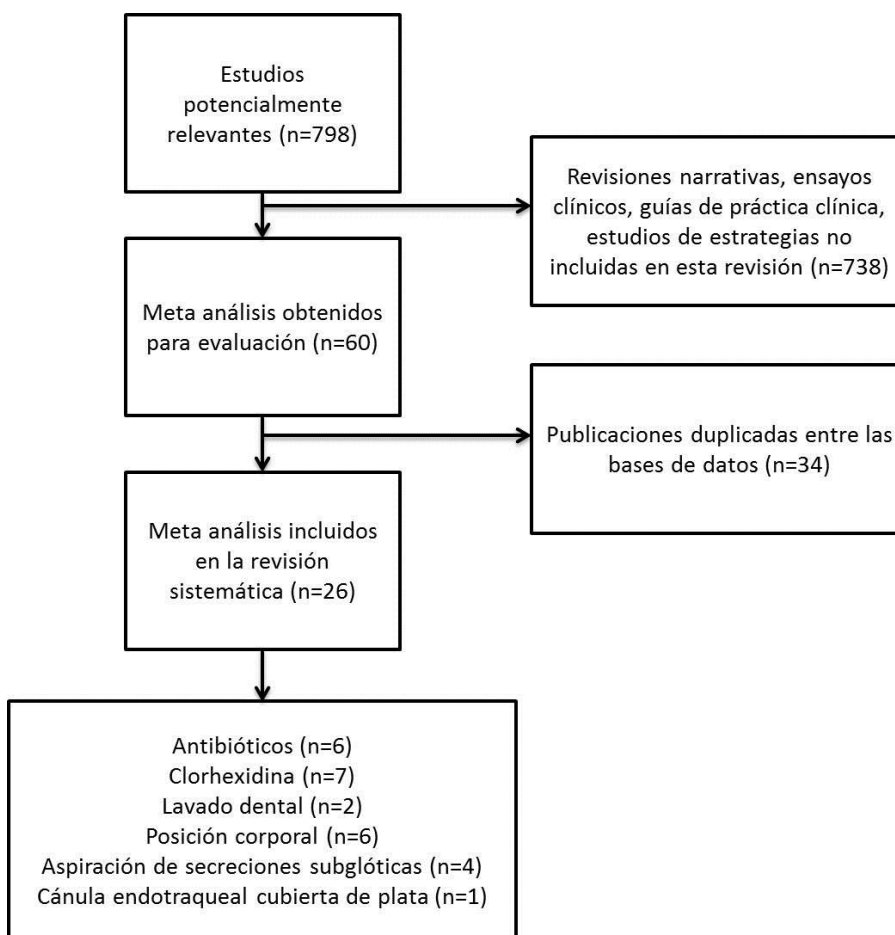 Estudios
potencialmente
relevantes (n=798)
Revisiones narrativas, ensayos
clínicos, guías de práctica clínica,
estudios de estrategias no
incluidas en esta revisión (n=738)
Meta análisis obtenidos
para evaluación (n=60)
Publicaciones duplicadas entre las
bases de datos (n=34)
Meta análisis incluidos
en la revisión
sistemática (n=26)
Antibióticos (n=6)
Clorhexidina (n=7)
Lavado dental (n=2)
Posición corporal (n=6)
Aspiración de secreciones subglóticas (n=4)
Cánula endotraqueal cubierta de plata (n=1)